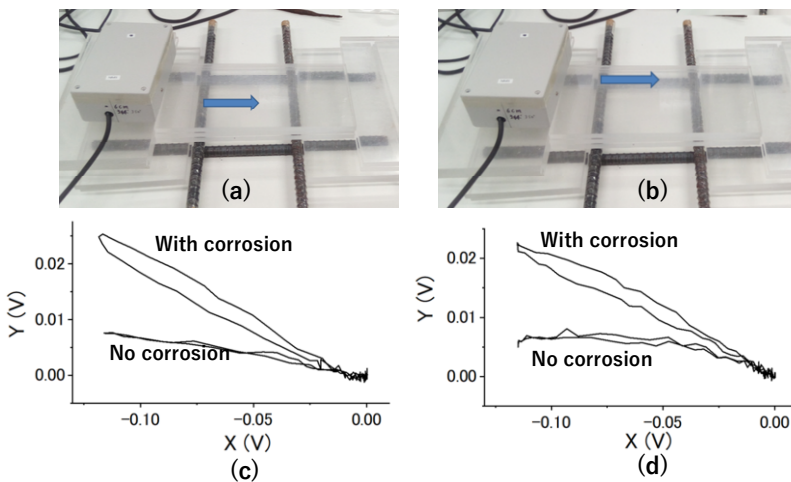 (a)
(b)
With corrosion
No corrosion
0.02
0.01
0.00
Y (V)
−0.10
−0.05
0.00
X (V)
(c)
With corrosion
No corrosion
0.02
0.01
0.00
Y (V)
−0.10
−0.05
0.00
X (V)
(d)